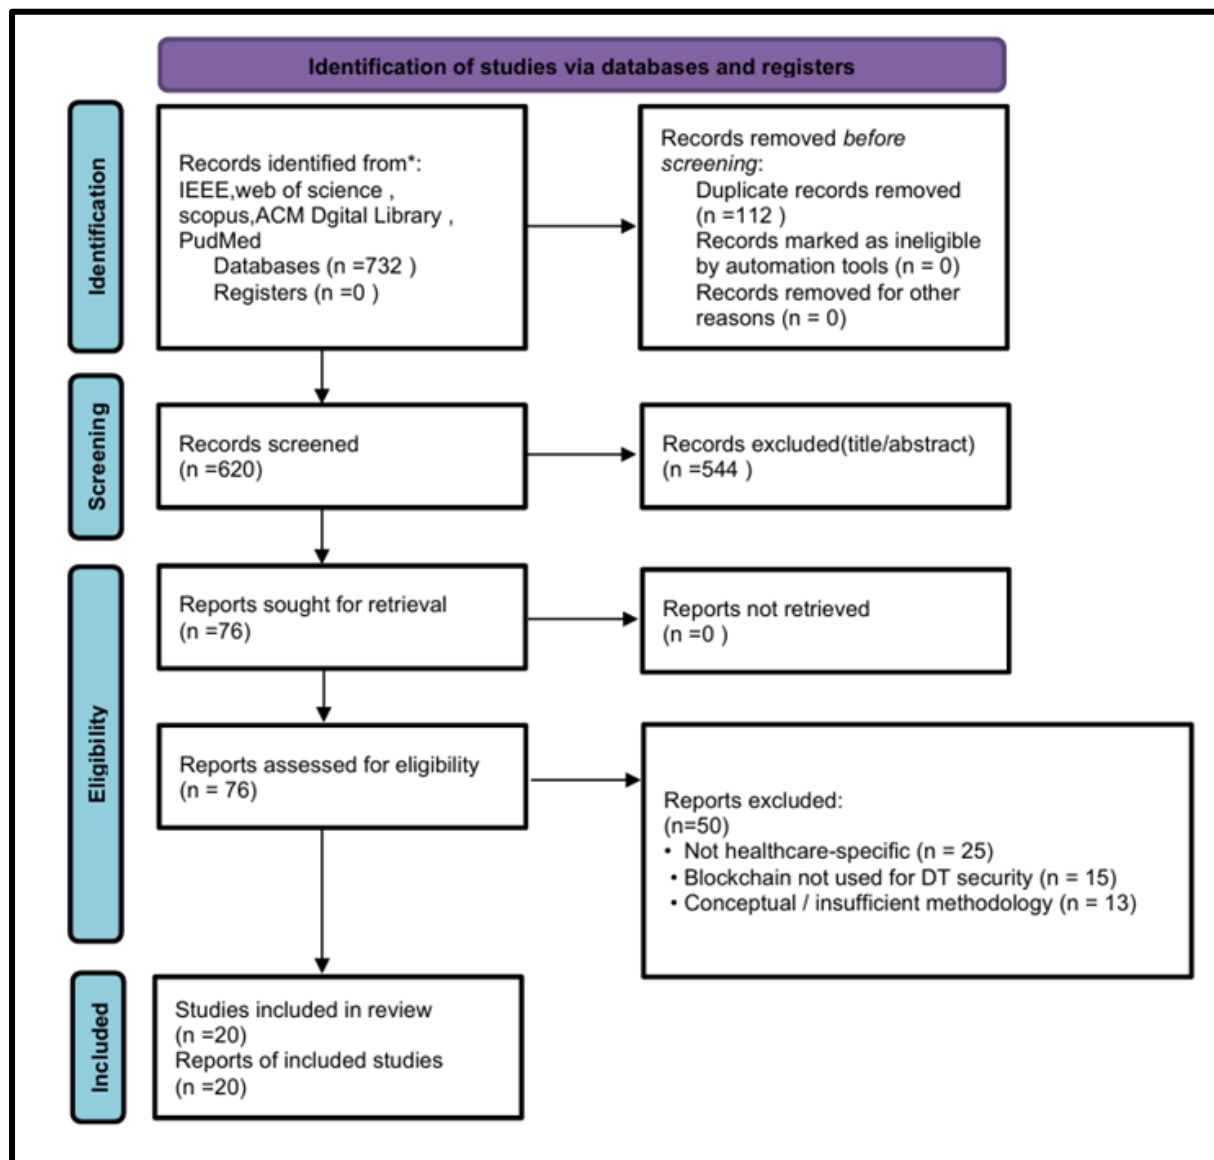 Identification of studies via databases and registers
Identification
Records identified from*:
IEEE,web of science ,
scopus,ACM Dgital Library ,
PudMed
Databases (n =732 )
Registers (n =0 )
Records removed before
screening:
Duplicate records removed
(n =112 )
Records marked as ineligible
by automation tools (n = 0)
Records removed for other
reasons (n = 0)
Screening
Records screened
(n =620)
Records excluded(title/abstract)
(n =544 )
Eligibility
Reports sought for retrieval
(n =76)
Reports not retrieved
(n =0 )
Reports assessed for eligibility
(n = 76)
Reports excluded:
(n=50)
• Not healthcare-specific (n = 25)
• Blockchain not used for DT security (n = 15)
• Conceptual / insufficient methodology (n = 13)
Included
Studies included in review
(n =20)
Reports of included studies
(n =20)